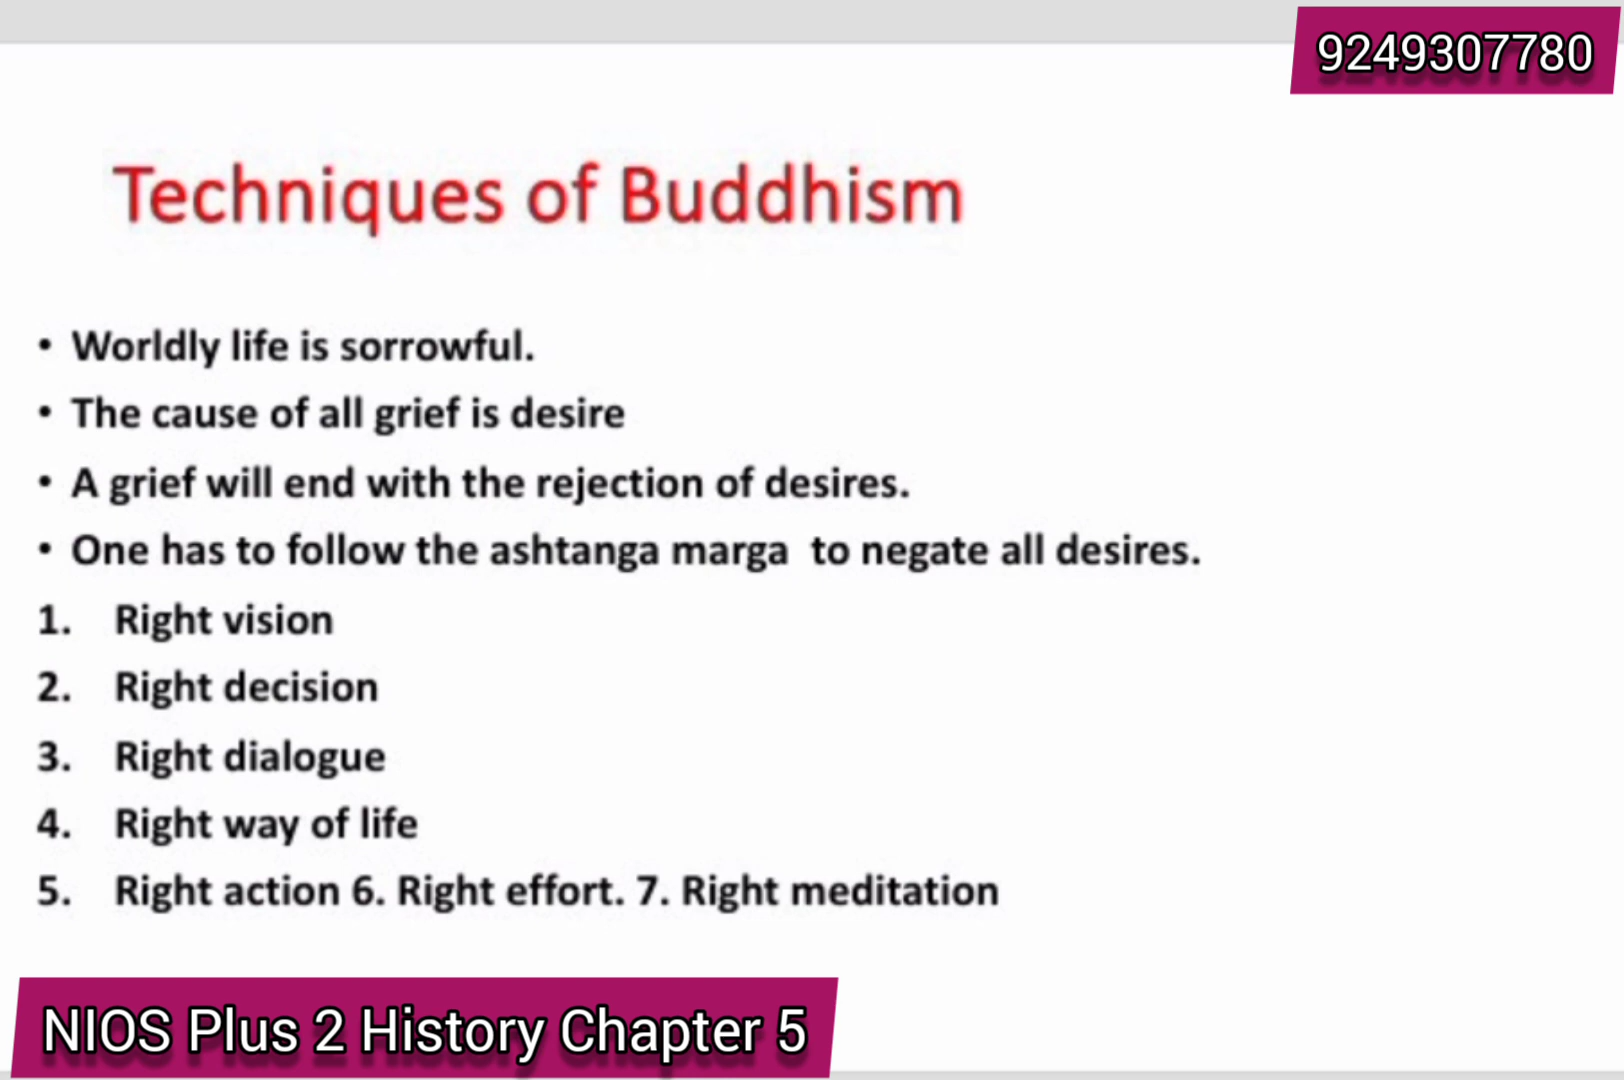 9249307780
Techniques of Buddhism
• Worldly life is sorrowful.
• The cause of all grief is desire
• A grief will end with the rejection of desires.
• One has to follow the ashtanga marga  to negate all desires.
1. Right vision
2. Right decision
3. Right dialogue
4. Right way of life
5. Right action 6. Right effort. 7. Right meditation
NIOS Plus 2 History Chapter 5